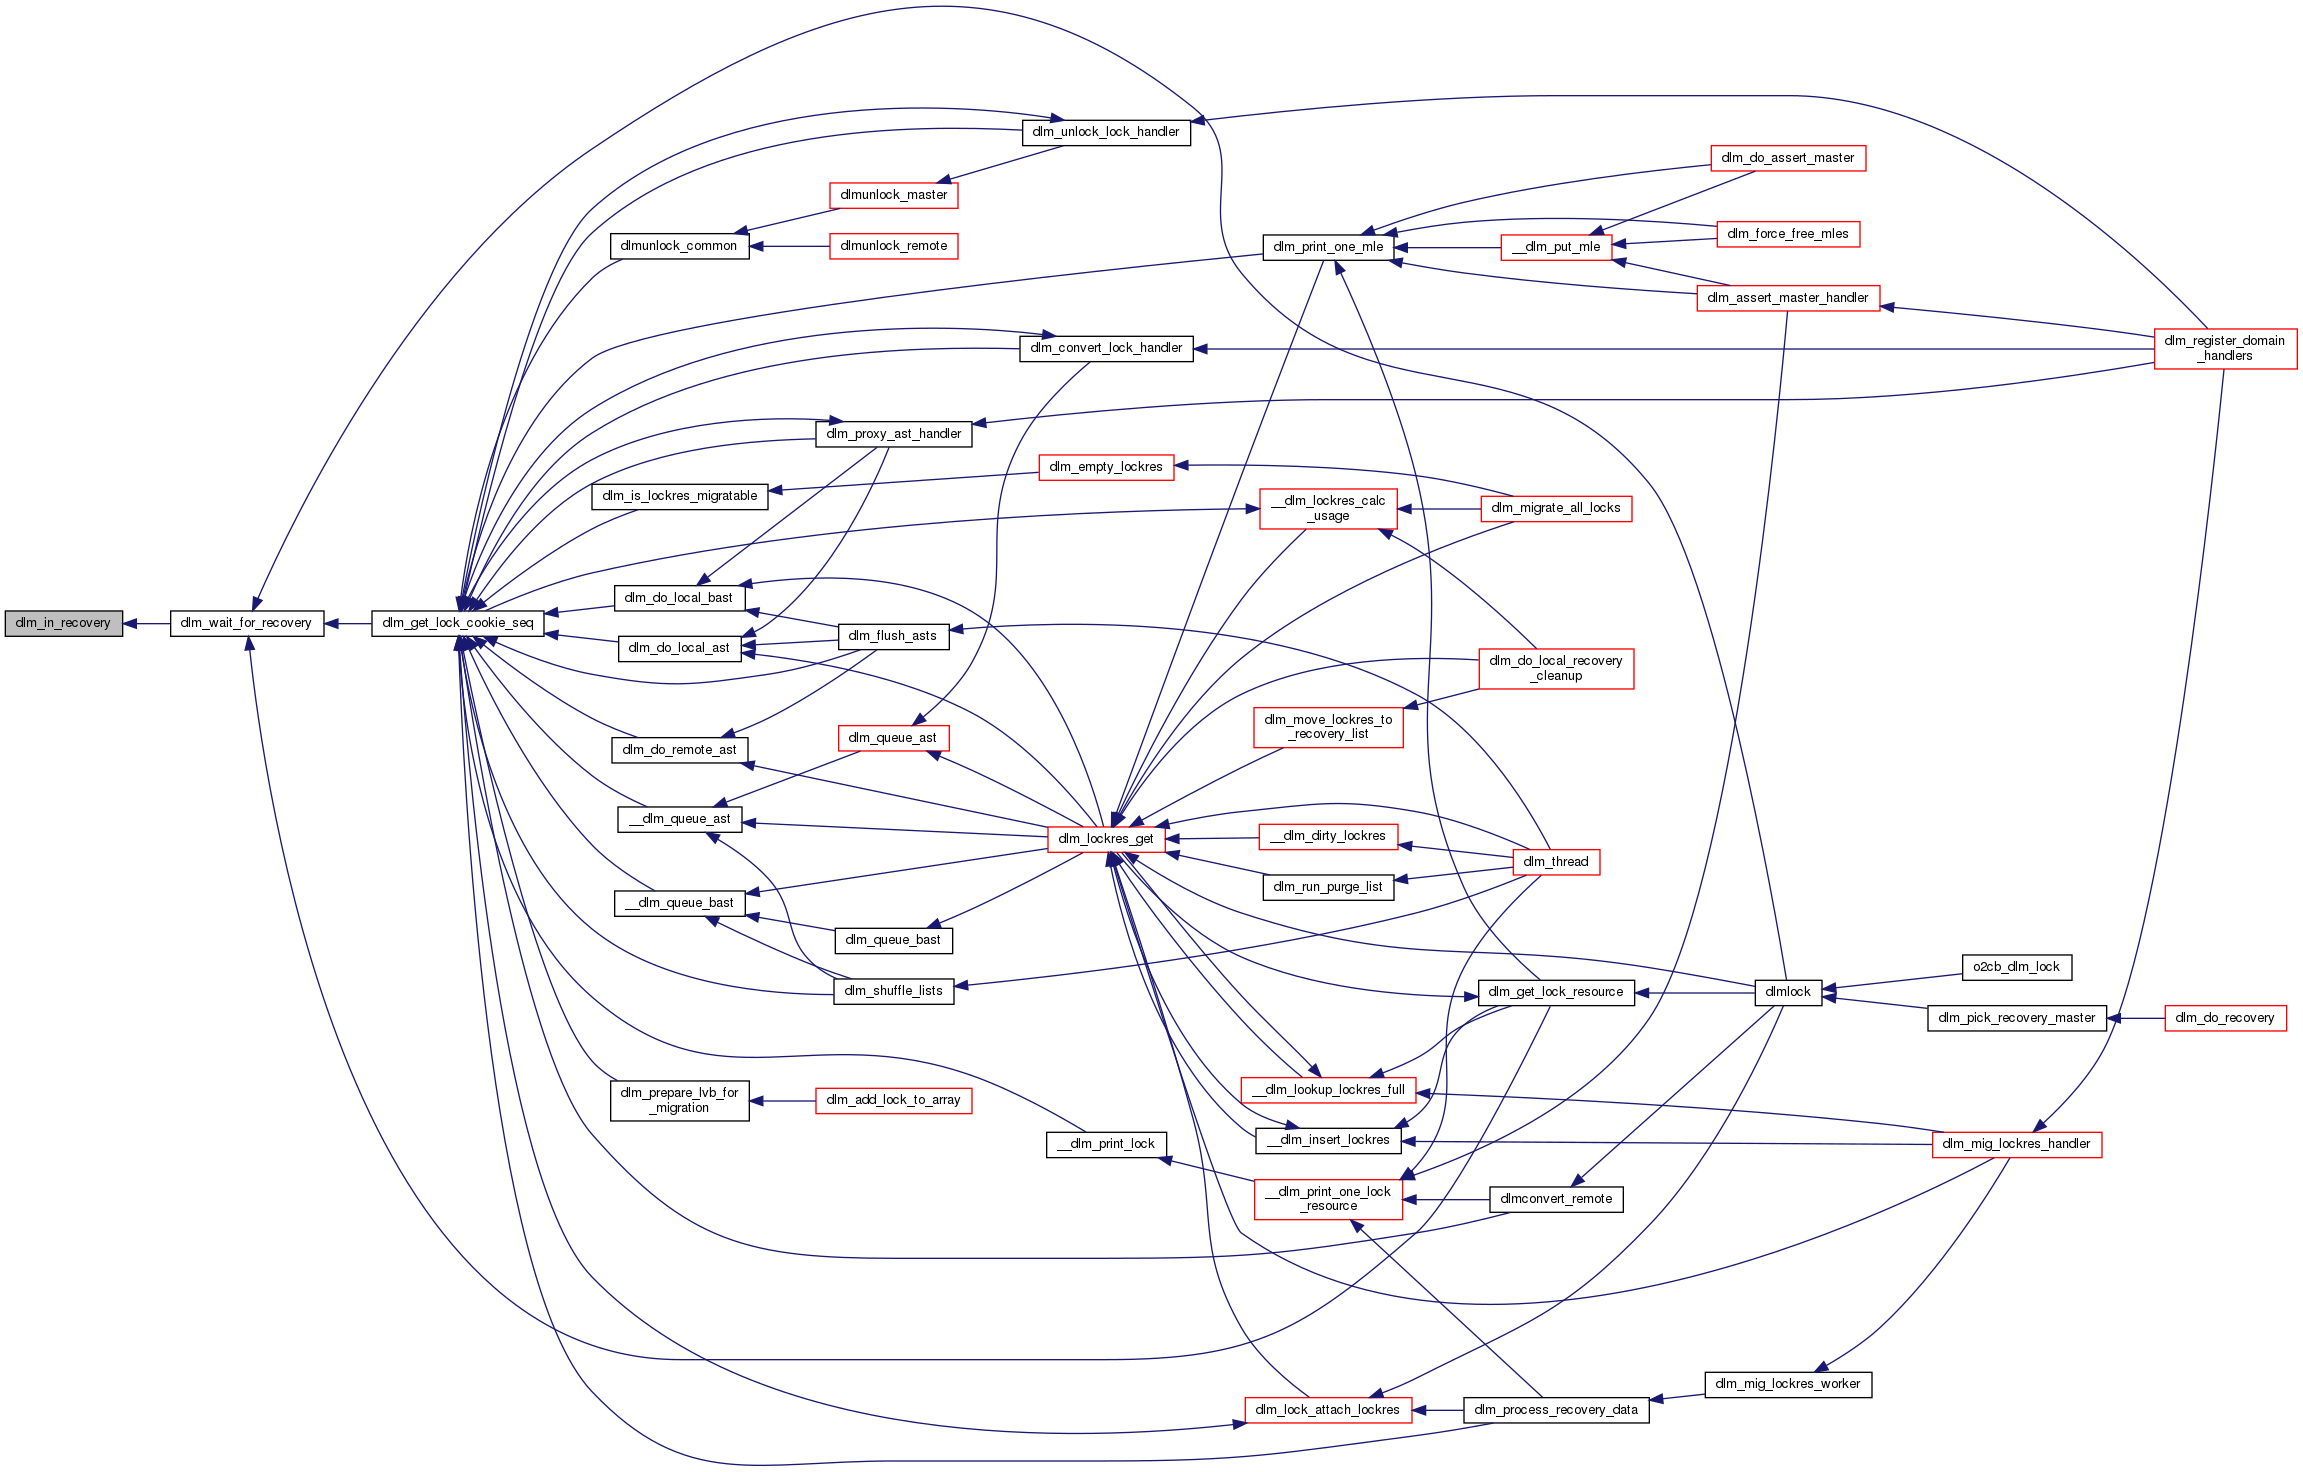 dlm_in_recovery
dlm_wait_for_recovery
dlm_get_lock_cookie_seq
dlm_unlock_lock_handler
dlmunlock_master
dlmunlock_common
dlmunlock_remote
dlm_convert_lock_handler
dlm_proxy_ast_handler
dlm_empty_lockres
dlm_is_lockres_migratable
dlm_do_local_bast
dlm_flush_asts
dlm_do_local_ast
dlm_queue_ast
dlm_do_remote_ast
__dlm_queue_ast
__dlm_queue_bast
dlm_queue_bast
dlm_shuffle_lists
dlm_prepare_lvb_for
_migration
dlm_add_lock_to_array
__dlm_print_lock
dlm_lockres_get
dlm_print_one_mle
__dlm_lockres_calc
_usage
dlm_move_lockres_to
_recovery_list
__dlm_dirty_lockres
dlm_run_purge_list
__dlm_lookup_lockres_full
__dlm_insert_lockres
__dlm_print_one_lock
_resource
dlm_lock_attach_lockres
dlm_do_assert_master
dlm_force_free_mles
__dlm_put_mle
dlm_assert_master_handler
dlm_migrate_all_locks
dlm_do_local_recovery
_cleanup
dlm_thread
dlm_get_lock_resource
dlmconvert_remote
dlm_process_recovery_data
dlm_mig_lockres_worker
dlmlock
o2cb_dlm_lock
dlm_pick_recovery_master
dlm_do_recovery
dlm_mig_lockres_handler
dlm_register_domain
_handlers